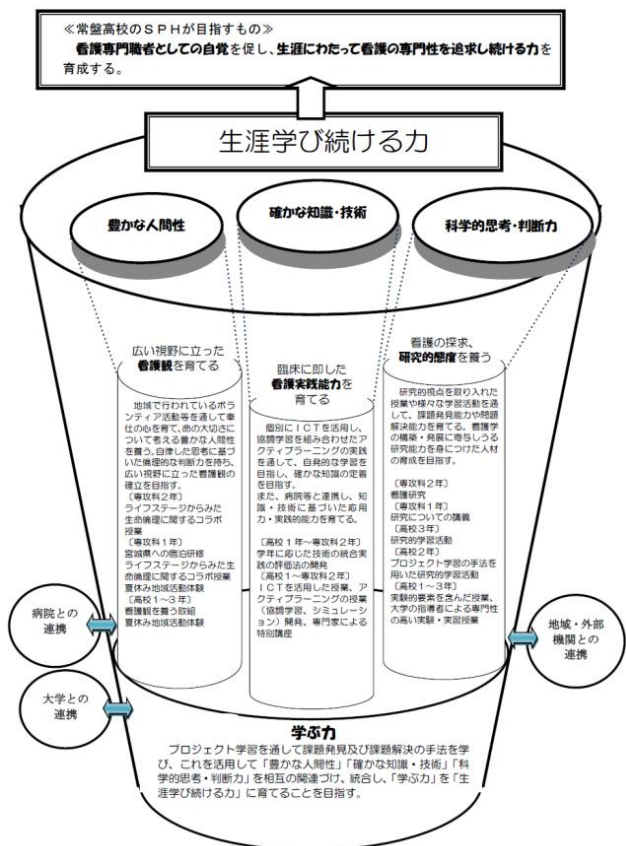 ≪常盤高校のＳＰＨが目指すもの≫
看護専門職者としての自覚を促し、生涯にわたって看護の専門性を追求し続ける力を
育成する。
生涯学び続ける力
豊かな人間性
確かな知識・技術
科学的思考・判断力
広い視野に立った
看護観を育てる
地域で行われているボラ
ンティア活動等を通して奉
仕の心を育て、命の大切さに
ついて考える豊かな人間性
を養う。自律した思考に基づ
いた倫理的な判断力を持ち、
広い視野に立った看護観の
確立を目指す。
〔専攻科２年〕
ライフステージからみた
生命倫理に関するコラボ
授業
〔専攻科１年〕
宮城県への宿泊研修
ライフステージからみた生
命倫理に関するコラボ授業
夏休み地域活動体験
〔高校１～３年〕
看護観を養う取組
夏休み地域活動体験
臨床に即した
看護実践能力を
育てる
個別にＩＣＴを活用し、
協調学習を組み合わせたア
クティブラーニングの実践
を通して、自発的な学習を
目指し、確かな知識の定着
を目指す。
また、病院等と連携し、知
識・技術に基づいた応用
力・実践的能力を育てる。
〔高校１年～専攻科２年〕
学年に応じた技術の統合実践
の評価法の開発
〔高校１～専攻科２年〕
ＩＣＴを活用した授業、ア
クティブラーニングの授業
（協調学習、シミュレーシ
ョン）開発、専門家による
特別講座
看護の探求、
研究的態度を養う
研究的視点を取り入れた
授業や様々な学習活動を通
して、課題発見能力や問題
解決能力を育てる。看護学
の構築・発展に寄与しうる
研究能力を身につけた人材
の育成を目指す。
〔専攻科２年〕
看護研究
〔専攻科１年〕
研究についての講義
〔高校３年〕
研究的学習活動
〔高校２年〕
プロジェクト学習の手法を
用いた研究的学習活動
〔高校１～３年〕
実験的要素を含んだ授業、
大学の指導者による専門性
の高い実験・実習授業
病院との
連携
大学との
連携
地域・外部
機関との
連携
学ぶ力
プロジェクト学習を通して課題発見及び課題解決の手法を学
び、これを活用して「豊かな人間性」「確かな知識・技術」「科
学的思考・判断力」を相互の関連づけ、統合し、「学ぶ力」を「生
涯学び続ける力」に育てることを目指す。